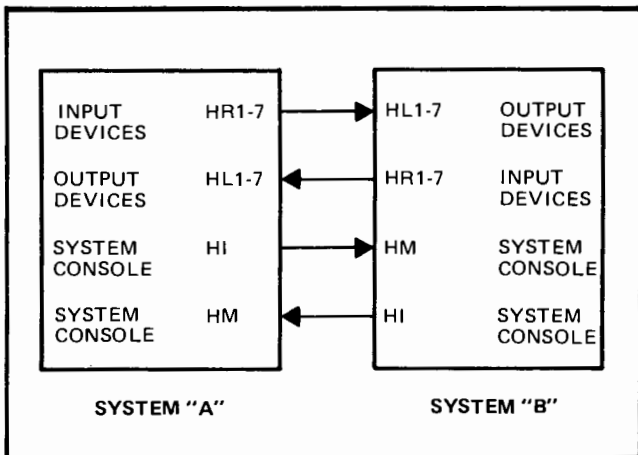 INPUT DEVICES HR1-7 HL1-7 OUTPUT DEVICES
OUTPUT DEVICES HL1-7 HR1-7 INPUT DEVICES
SYSTEM CONSOLE HI HM SYSTEM CONSOLE
SYSTEM CONSOLE HM HI SYSTEM CONSOLE
SYSTEM "A" SYSTEM "B"